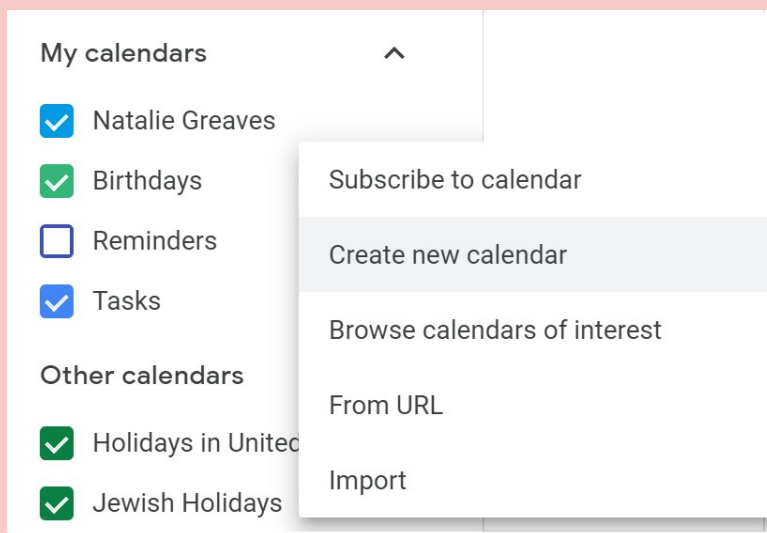 My calendars
Natalie Greaves
Birthdays
Reminders
Tasks
Other calendars
Holidays in United
Jewish Holidays
Subscribe to calendar
Create new calendar
Browse calendars of interest
From URL
Import